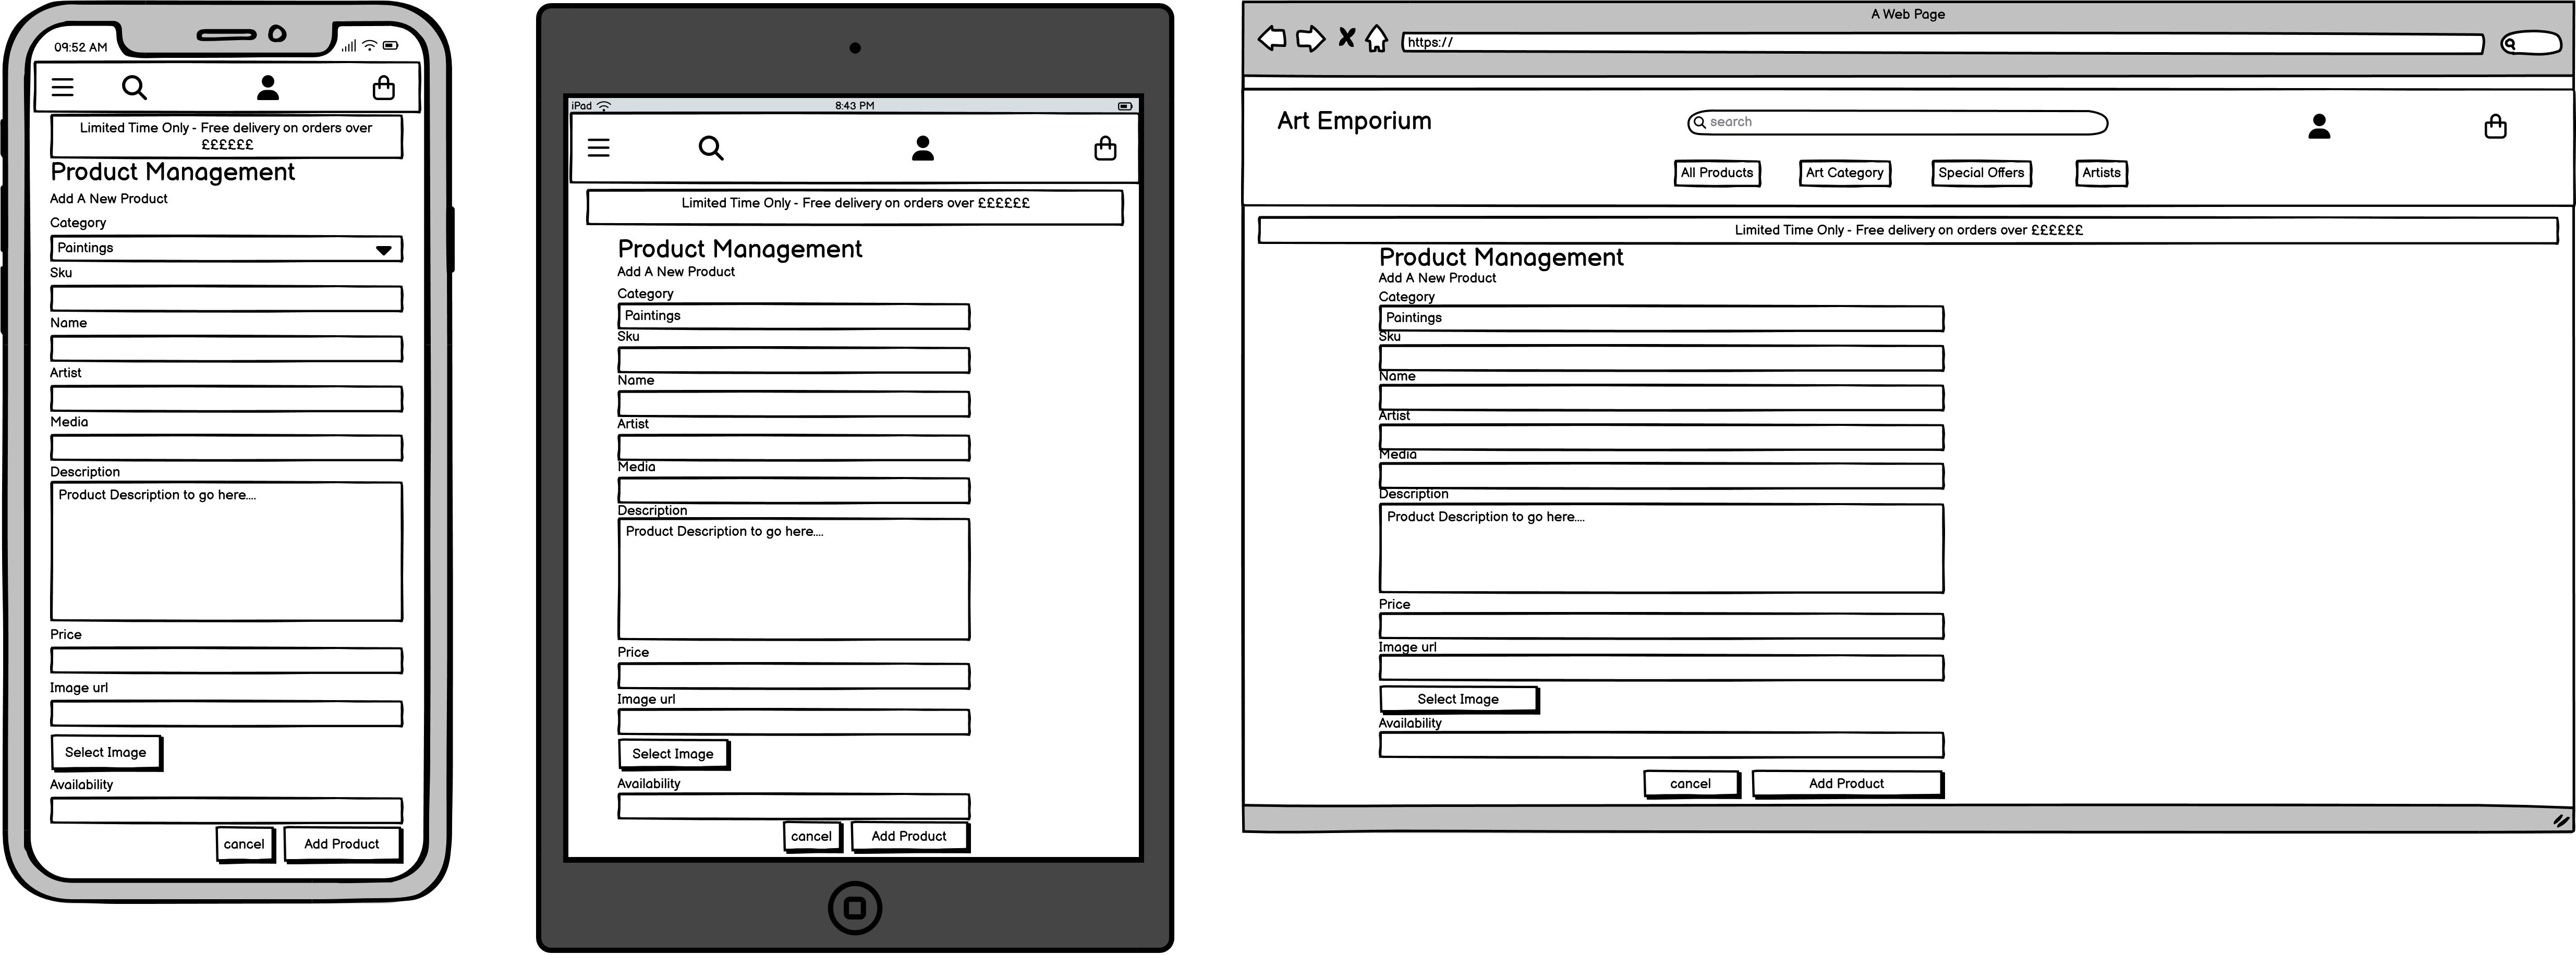 09:52 AM
Limited Time Only - Free delivery on orders over
££££££
Product Management
Add A New Product
Category
Paintings
Sku
Name
Artist
Media
Description
Product Description to go here....
Price
Image url
Select Image
Availability
cancel
Add Product
iPad
8:43 PM
Limited Time Only - Free delivery on orders over ££££££
Product Management
Add A New Product
Category
Paintings
Sku
Name
Artist
Media
Description
Product Description to go here....
Price
Image url
Select Image
Availability
cancel
Add Product
A Web Page
https://
Art Emporium
search
All Products
Art Category
Special Offers
Artists
Limited Time Only - Free delivery on orders over ££££££
Product Management
Add A New Product
Category
Paintings
Sku
Name
Artist
Media
Description
Product Description to go here....
Price
Image url
Select Image
Availability
cancel
Add Product